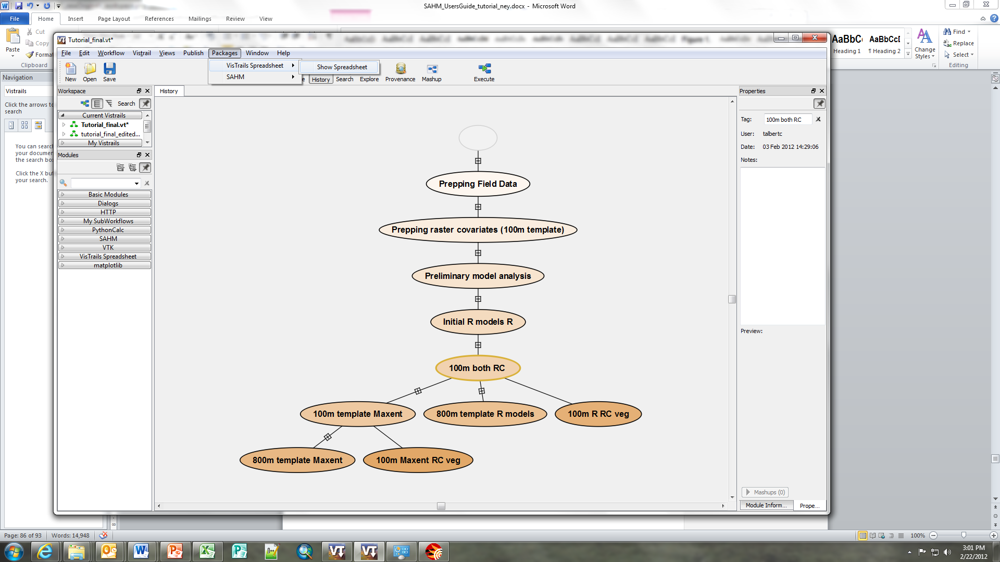 SAHM_UsersGuide_tutorial_ney.docx - Microsoft Word
File Home Insert Page Layout References Mailings Review View
Cut
Copy
Paste
Format
Clipboard
Heading 1
¶ Heading 2
Change Styles
Find
Replace
Select
Editing
Navigation
Vistrails
Click the arrows to
search
You can search
your docum
the search box
Click the X but
your search.
Tutorial_final.vt*
File Edit Workflow Vistrail Views Publish Packages Window Help
VisTrails Spreadsheet
SAHM
Show Spreadsheet
New Open Save
History Search Explore Provenance Mashup Execute
Workspace
Search
Current Vistrails
Tutorial_final.vt*
tutorial_final_edited...
My Vistrails
Modules
Basic Modules
Dialogs
HTTP
My SubWorkflows
PythonCalc
SAHM
VTK
VisTrails Spreadsheet
matplotlib
History
Prepping Field Data
Prepping raster covariates (100m template)
Preliminary model analysis
Initial R models R
100m both RC
100m template Maxent
800m template R models
100m R RC veg
800m template Maxent
100m Maxent RC veg
Properties
Tag: 100m both RC
User: talbertc
Date: 03 Feb 2012 14:29:06
Notes:
Preview:
Mashups (0)
Module Inform...
Prope...
Page: 86 of 93 Words: 14,948
100%
3:01 PM
2/22/2012